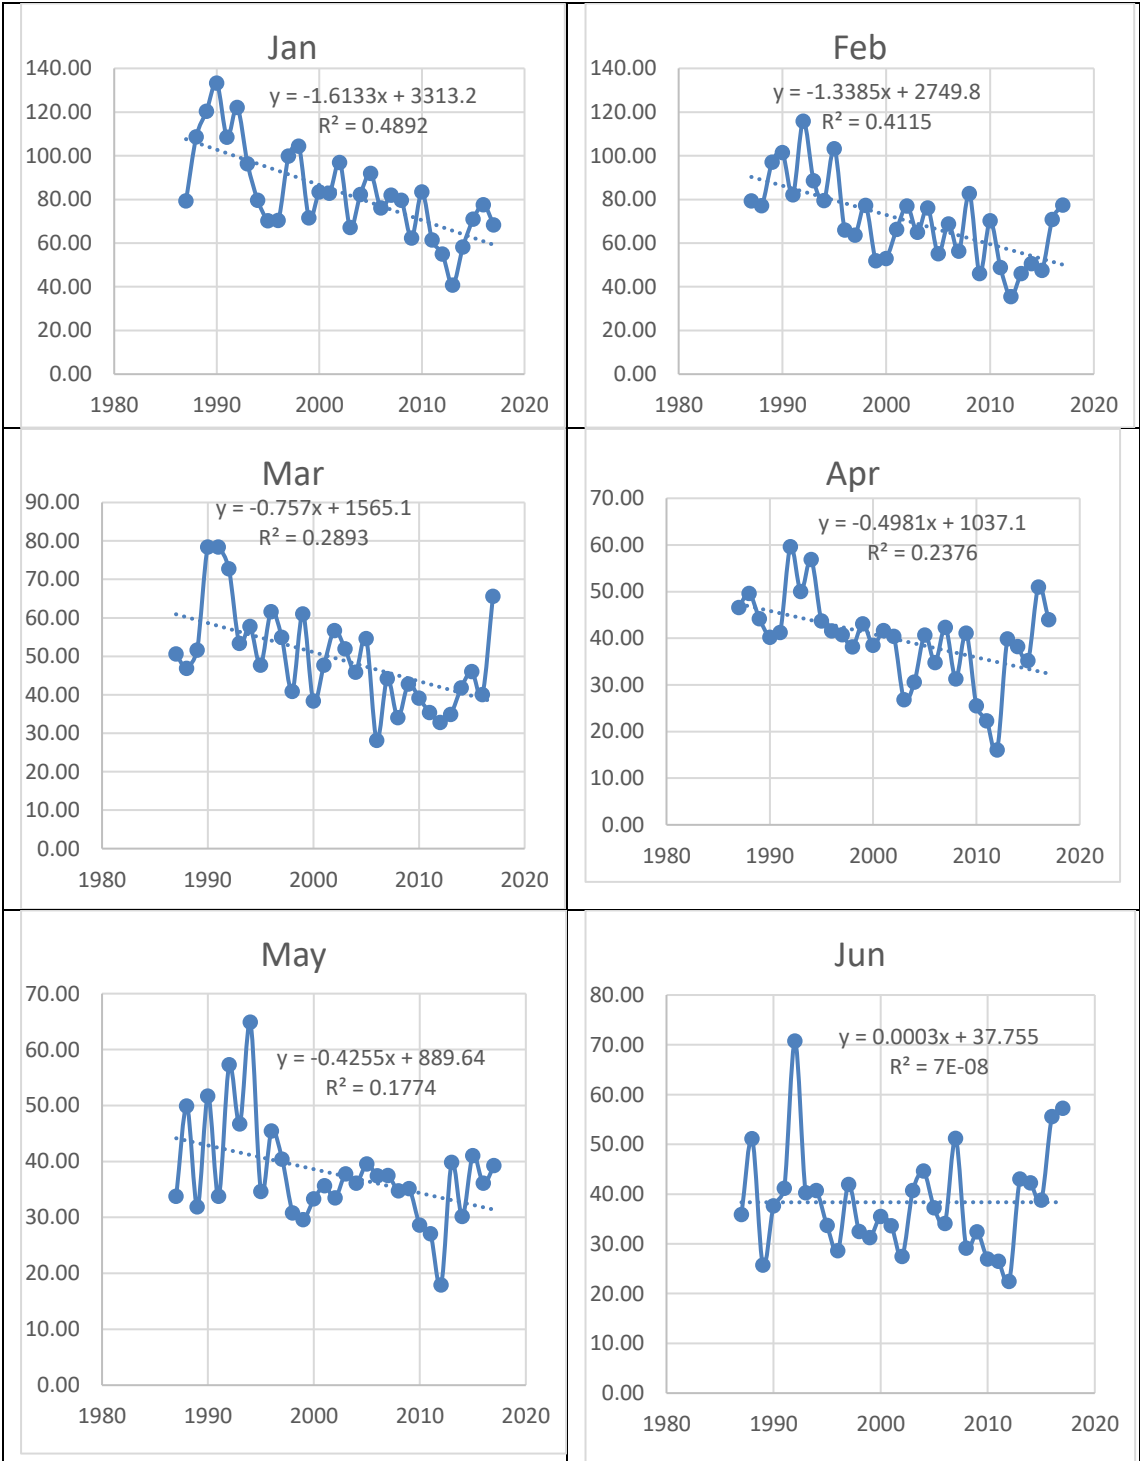 Jan
y = -1.6133x + 3313.2
R² = 0.4892
140.00
120.00
100.00
80.00
60.00
40.00
20.00
0.00
1980 1990 2000 2010 2020
Feb
y = -1.3385x + 2749.8
R² = 0.4115
140.00
120.00
100.00
80.00
60.00
40.00
20.00
0.00
1980 1990 2000 2010 2020
Mar
y = -0.757x + 1565.1
R² = 0.2893
90.00
80.00
70.00
60.00
50.00
40.00
30.00
20.00
10.00
0.00
1980 1990 2000 2010 2020
Apr
y = -0.4981x + 1037.1
R² = 0.2376
70.00
60.00
50.00
40.00
30.00
20.00
10.00
0.00
1980 1990 2000 2010 2020
May
y = -0.4255x + 889.64
R² = 0.1774
70.00
60.00
50.00
40.00
30.00
20.00
10.00
0.00
1980 1990 2000 2010 2020
Jun
y = 0.0003x + 37.755
R² = 7E-08
80.00
70.00
60.00
50.00
40.00
30.00
20.00
10.00
0.00
1980 1990 2000 2010 2020